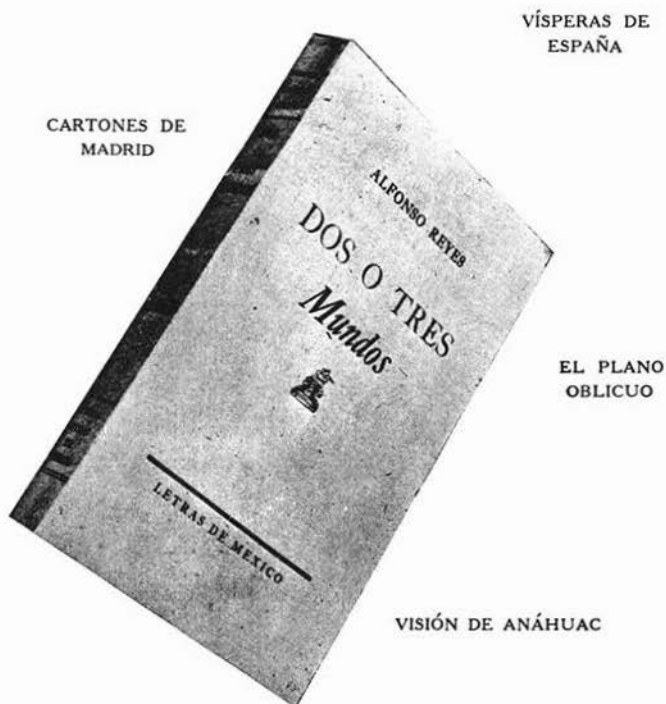 VÍSPERAS DE
ESPAÑA
CARTONES DE
MADRID
ALFONSO REYES
DOS O TRES
Mundos
LETRAS DE MEXICO
EL PLANO
OBLICUO
VISIÓN DE ANÁHUAC